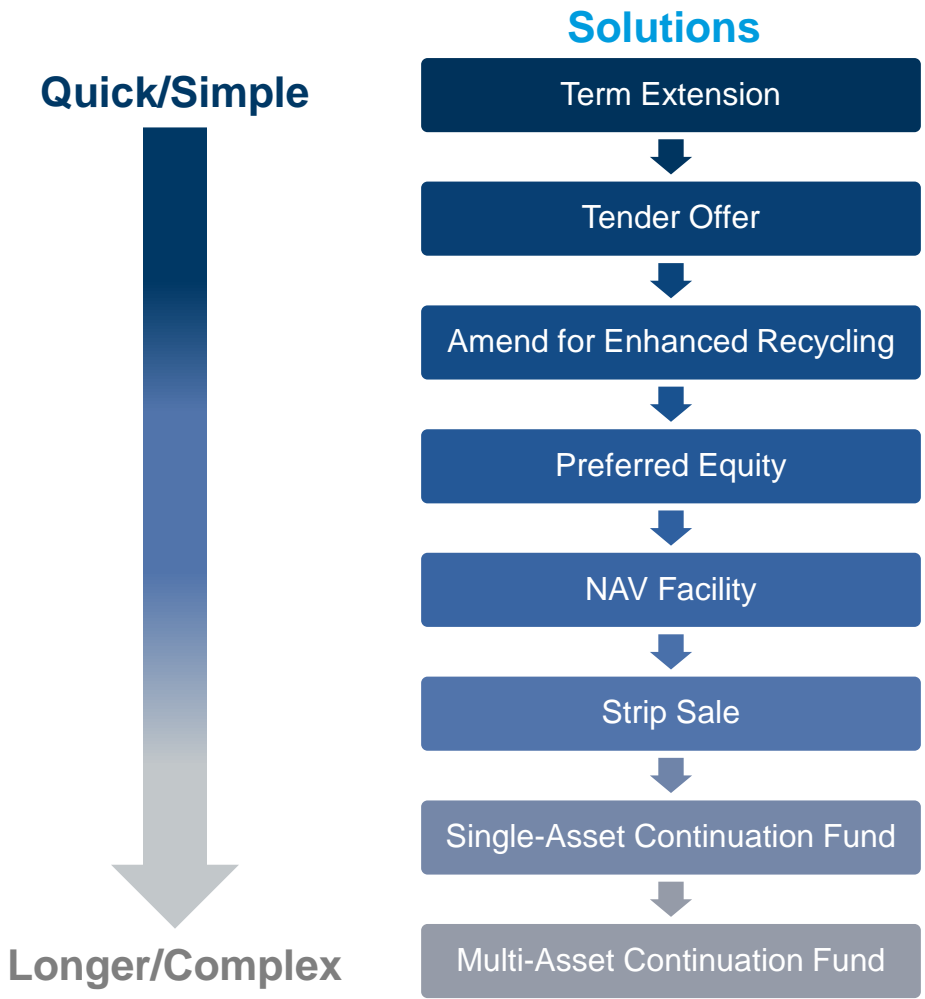 Solutions
Quick/Simple
Term Extension
Tender Offer
Amend for Enhanced Recycling
Preferred Equity
NAV Facility
Strip Sale
Single-Asset Continuation Fund
Multi-Asset Continuation Fund
Longer/Complex